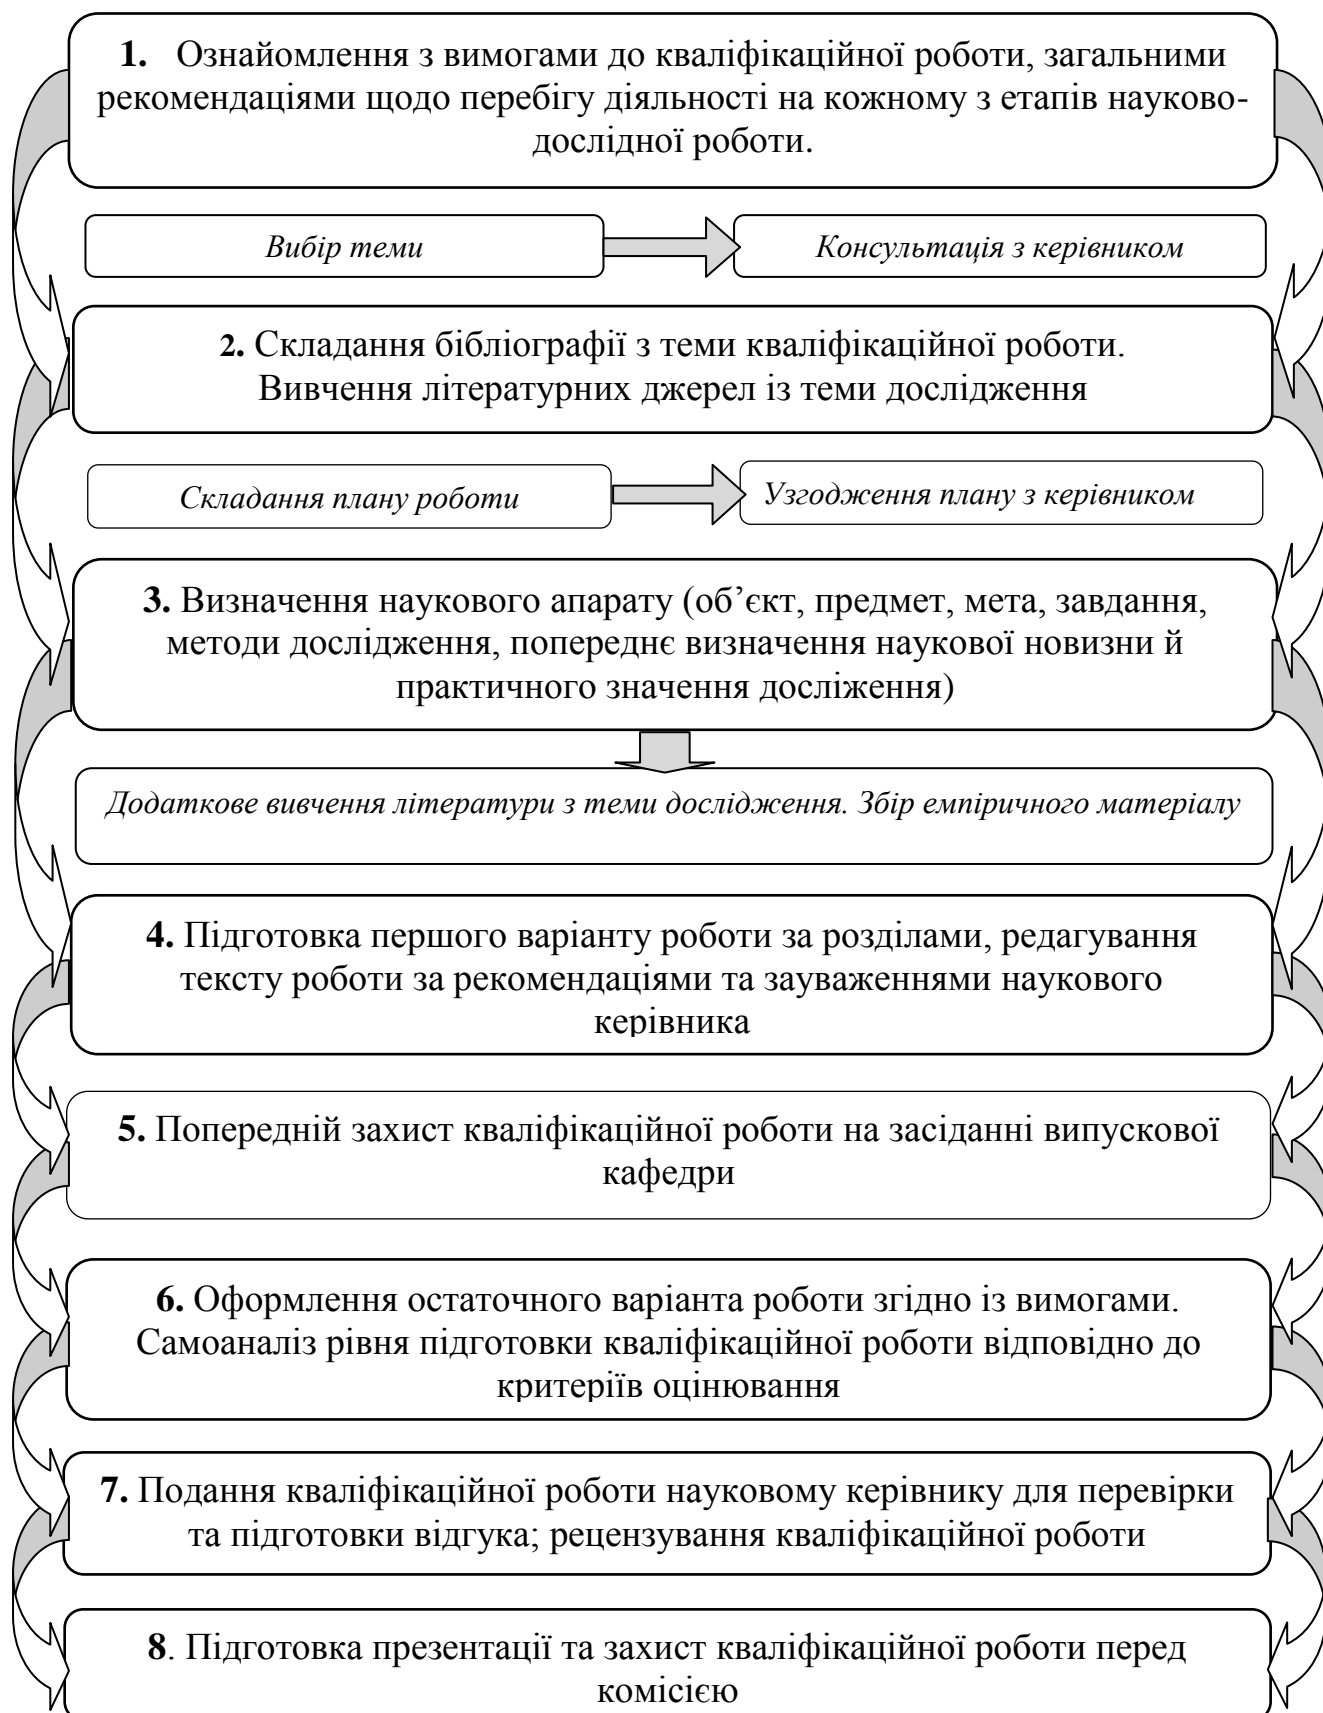 1. Ознайомлення з вимогами до кваліфікаційної роботи, загальними
рекомендаціями щодо перебігу діяльності на кожному з етапів науково-
дослідної роботи.
Вибір теми
Консультація з керівником
2. Складання бібліографії з теми кваліфікаційної роботи.
Вивчення літературних джерел із теми дослідження
Складання плану роботи
Узгодження плану з керівником
3. Визначення наукового апарату (об’єкт, предмет, мета, завдання,
методи дослідження, попереднє визначення наукової новизни й
практичного значення досліження)
Додаткове вивчення літератури з теми дослідження. Збір емпіричного матеріалу
4. Підготовка першого варіанту роботи за розділами, редагування
тексту роботи за рекомендаціями та зауваженнями наукового
керівника
5. Попередній захист кваліфікаційної роботи на засіданні випускової
кафедри
6. Оформлення остаточного варіанта роботи згідно із вимогами.
Самоаналіз рівня підготовки кваліфікаційної роботи відповідно до
критеріїв оцінювання
7. Подання кваліфікаційної роботи науковому керівнику для перевірки
та підготовки відгука; рецензування кваліфікаційної роботи
8. Підготовка презентації та захист кваліфікаційної роботи перед
комісією